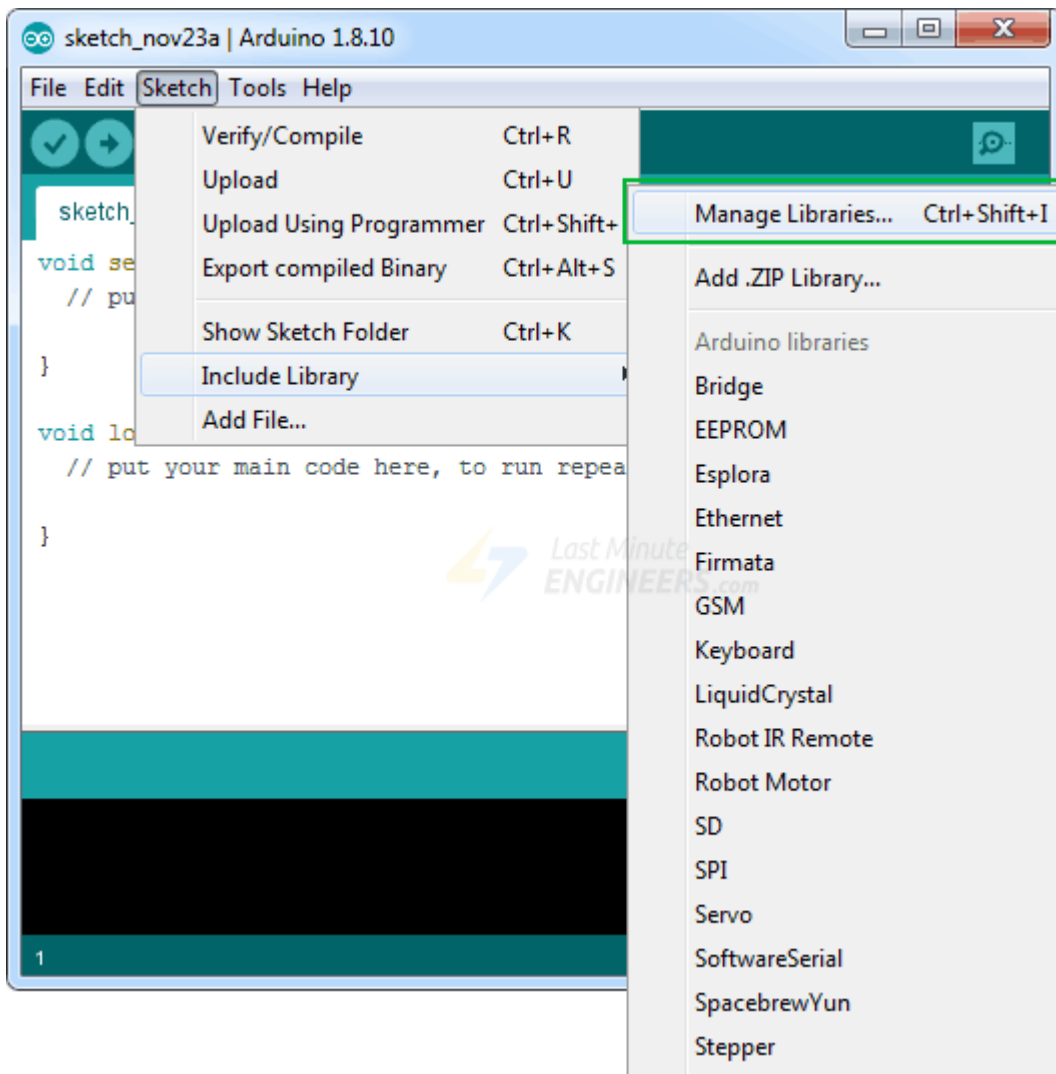 sketch_nov23a | Arduino 1.8.10
File Edit Sketch Tools Help
Verify/Compile Ctrl+R
Upload Ctrl+U
Upload Using Programmer Ctrl+Shift+
Export compiled Binary Ctrl+Alt+S
Show Sketch Folder Ctrl+K
Include Library
Add File...
Manage Libraries... Ctrl+Shift+I
Add .ZIP Library...
Arduino libraries
Bridge
EEPROM
Esplora
Ethernet
Firmata
GSM
Keyboard
LiquidCrystal
Robot IR Remote
Robot Motor
SD
SPI
Servo
SoftwareSerial
SpacebrewYun
Stepper
sketch_
void se
// pu
}
void lo
// put your main code here, to run repea
}
Last Minute
ENGINEERS.com
1